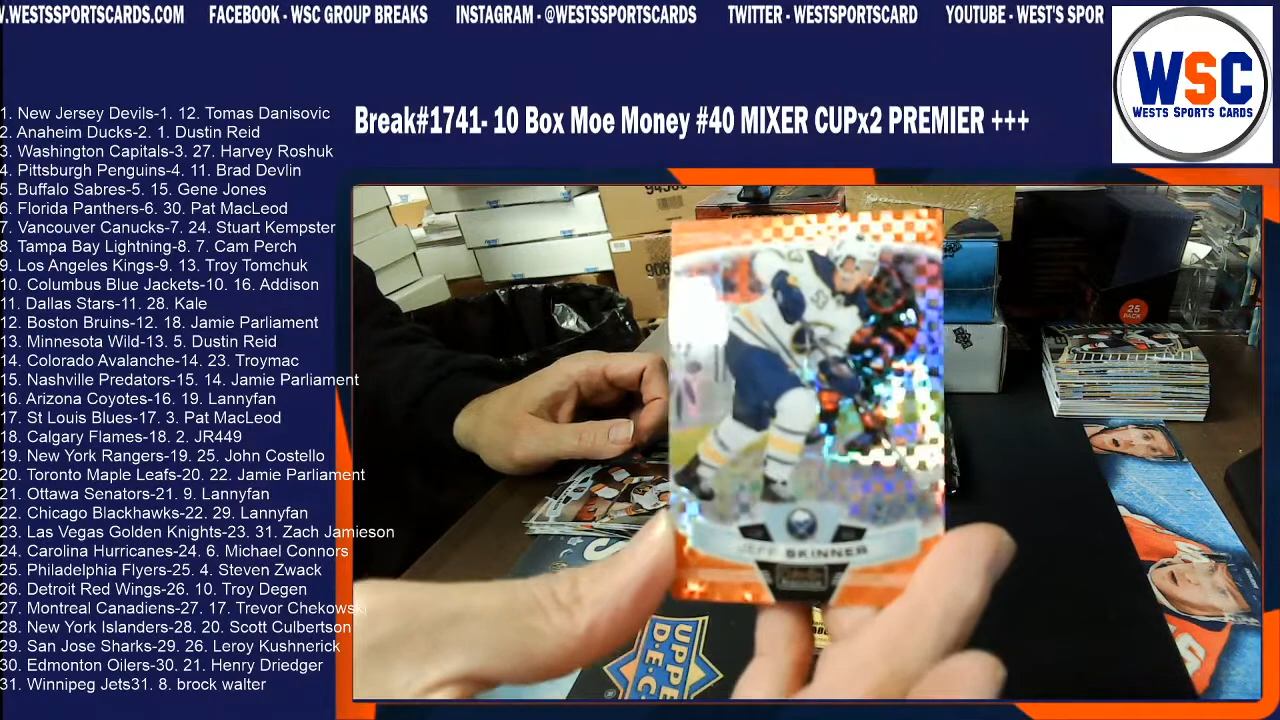 W.WESTSSPORTSCARDS.COM FACEBOOK - WSC GROUP BREAKS INSTAGRAM - @WESTSSPORTSCARDS TWITTER - WESTSPORTSCARD YOUTUBE - WEST'S SPOR
WSC
WESTS SPORTS CARDS
Break#1741- 10 Box Moe Money #40 MIXER CUPx2 PREMIER +++
1. New Jersey Devils-1. 12. Tomas Danisovic
2. Anaheim Ducks-2. 1. Dustin Reid
3. Washington Capitals-3. 27. Harvey Roshuk
4. Pittsburgh Penguins-4. 11. Brad Devlin
5. Buffalo Sabres-5. 15. Gene Jones
6. Florida Panthers-6. 30. Pat MacLeod
7. Vancouver Canucks-7. 24. Stuart Kempster
8. Tampa Bay Lightning-8. 7. Cam Perch
9. Los Angeles Kings-9. 13. Troy Tomchuk
10. Columbus Blue Jackets-10. 16. Addison
11. Dallas Stars-11. 28. Kale
12. Boston Bruins-12. 18. Jamie Parliament
13. Minnesota Wild-13. 5. Dustin Reid
14. Colorado Avalanche-14. 23. Troymac
15. Nashville Predators-15. 14. Jamie Parliament
16. Arizona Coyotes-16. 19. Lannyfan
17. St Louis Blues-17. 3. Pat MacLeod
18. Calgary Flames-18. 2. JR449
19. New York Rangers-19. 25. John Costello
20. Toronto Maple Leafs-20. 22. Jamie Parliament
21. Ottawa Senators-21. 9. Lannyfan
22. Chicago Blackhawks-22. 29. Lannyfan
23. Las Vegas Golden Knights-23. 31. Zach Jamieson
24. Carolina Hurricanes-24. 6. Michael Connors
25. Philadelphia Flyers-25. 4. Steven Zwack
26. Detroit Red Wings-26. 10. Troy Degen
27. Montreal Canadiens-27. 17. Trevor Chekowski
28. New York Islanders-28. 20. Scott Culbertson
29. San Jose Sharks-29. 26. Leroy Kushnerick
30. Edmonton Oilers-30. 21. Henry Driedger
31. Winnipeg Jets31. 8. brock walter
25
PACK
JEFF SKINNER
UPPER
DEC